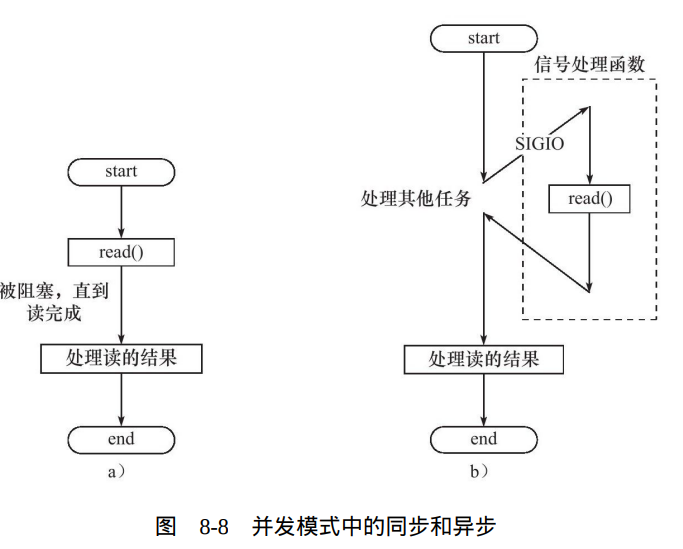 start
read()
被阻塞，直到
读完成
处理读的结果
end
a）
start
信号处理函数
SIGIO
处理其他任务
read()
处理读的结果
end
b）
图 8-8 并发模式中的同步和异步